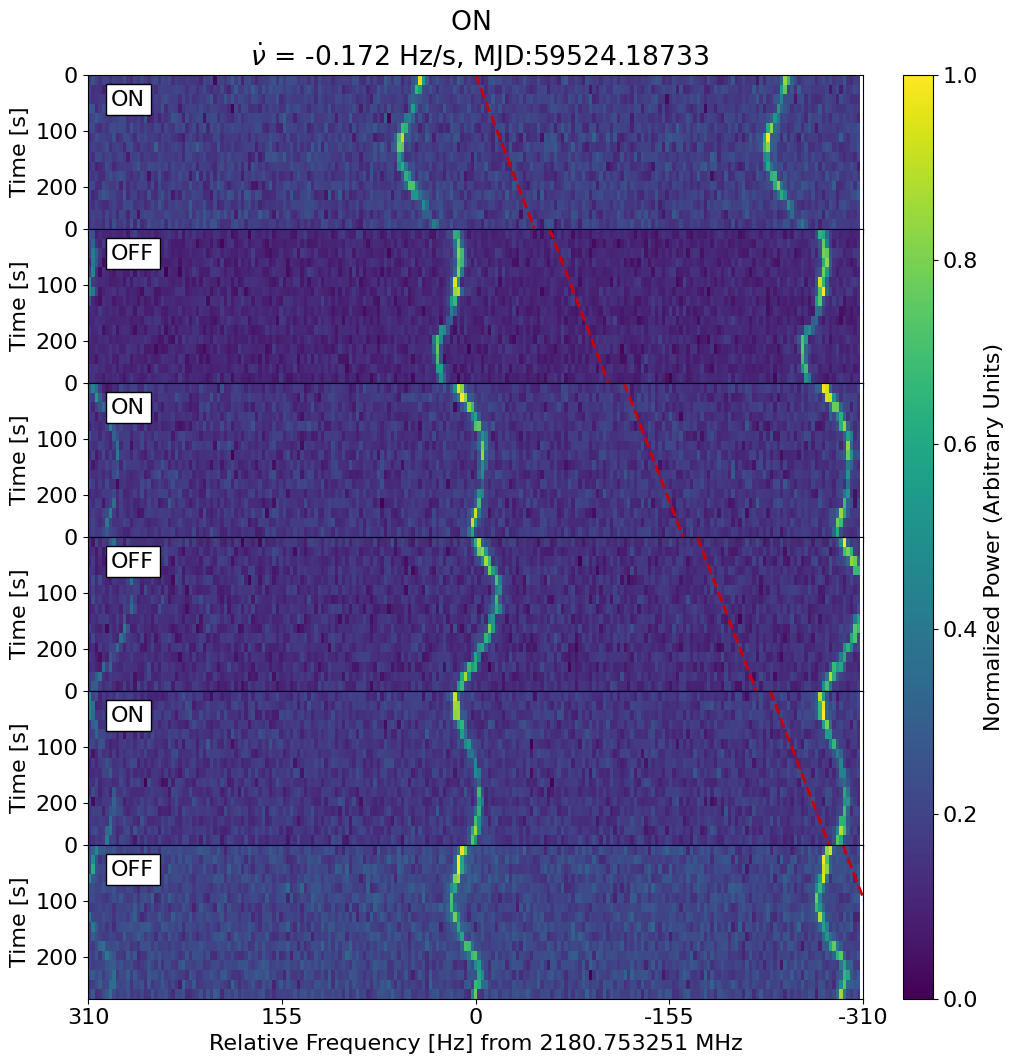 ON
ν̇ = -0.172 Hz/s, MJD:59524.18733
0
ON
100
Time [s]
200
0
OFF
100
Time [s]
200
0
ON
100
Time [s]
200
0
OFF
100
Time [s]
200
0
ON
100
Time [s]
200
0
OFF
100
Time [s]
200
310 155 0 -155 -310
Relative Frequency [Hz] from 2180.753251 MHz
1.0
0.8
0.6
0.4
0.2
0.0
Normalized Power (Arbitrary Units)